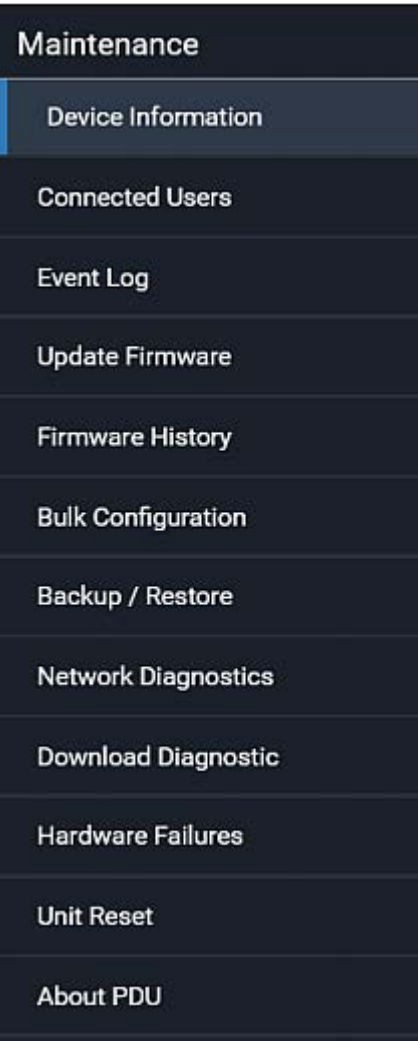 Maintenance
Device Information
Connected Users
Event Log
Update Firmware
Firmware History
Bulk Configuration
Backup / Restore
Network Diagnostics
Download Diagnostic
Hardware Failures
Unit Reset
About PDU